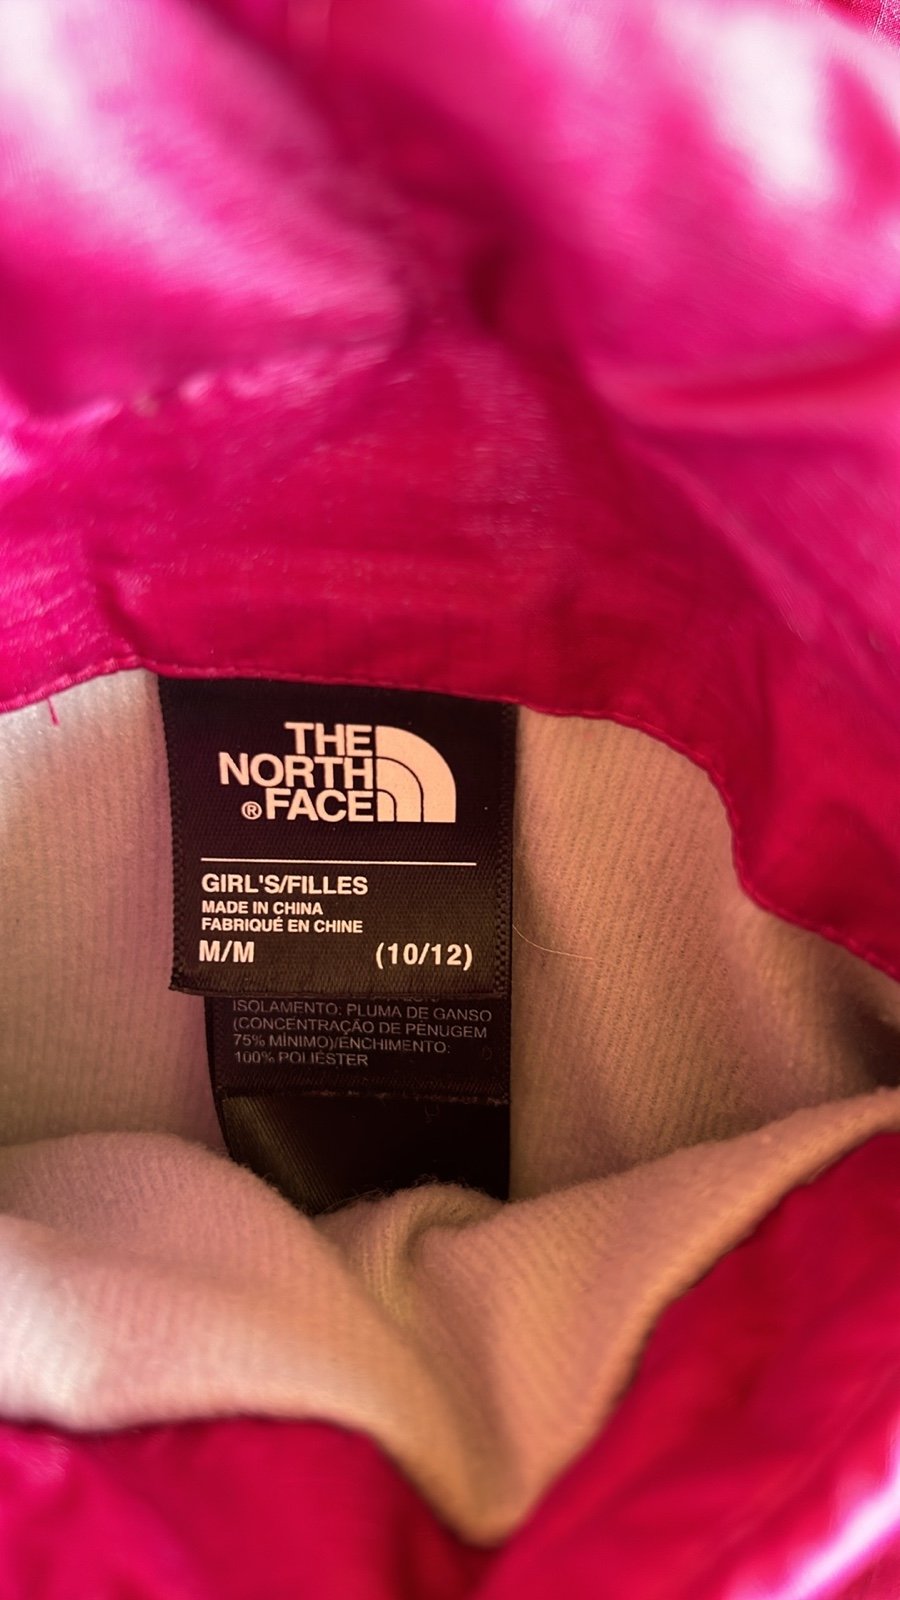 THE
NORTH
® FACE
GIRL'S/FILLES
MADE IN CHINA
FABRIQUÉ EN CHINE
M/M (10/12)
ISOLAMENTO: PLUMA DE GANSO
(CONCENTRAÇÃO DE PENUGEM
75% MÍNIMO)/ENCHIMENTO:
100% POLIÉSTER